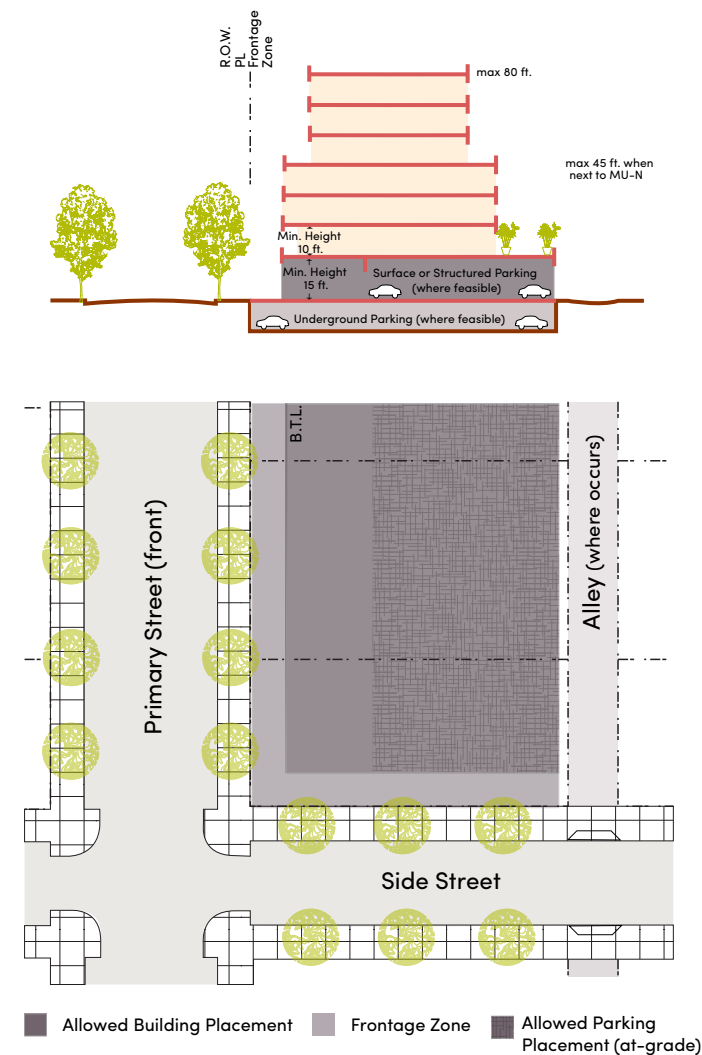 R.O.W.
PL
Frontage
Zone
max 80 ft.
max 45 ft. when
next to MU-N
Min. Height
10 ft.
Min. Height
15 ft.
Surface or Structured Parking
(where feasible)
Underground Parking (where feasible)
B.T.L.
Primary Street (front)
Alley (where occurs)
Side Street
Allowed Building Placement
Frontage Zone
Allowed Parking
Placement (at-grade)